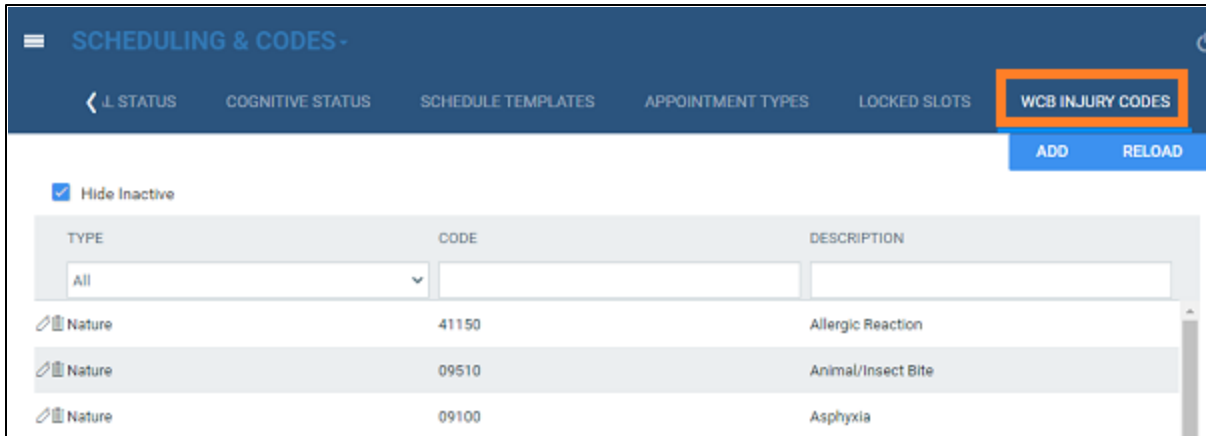 SCHEDULING & CODES -
L STATUS COGNITIVE STATUS SCHEDULE TEMPLATES APPOINTMENT TYPES LOCKED SLOTS WCB INJURY CODES
ADD RELOAD
Hide Inactive
TYPE CODE DESCRIPTION
All
Nature 41150 Allergic Reaction
Nature 09510 Animal/Insect Bite
Nature 09100 Asphyxia